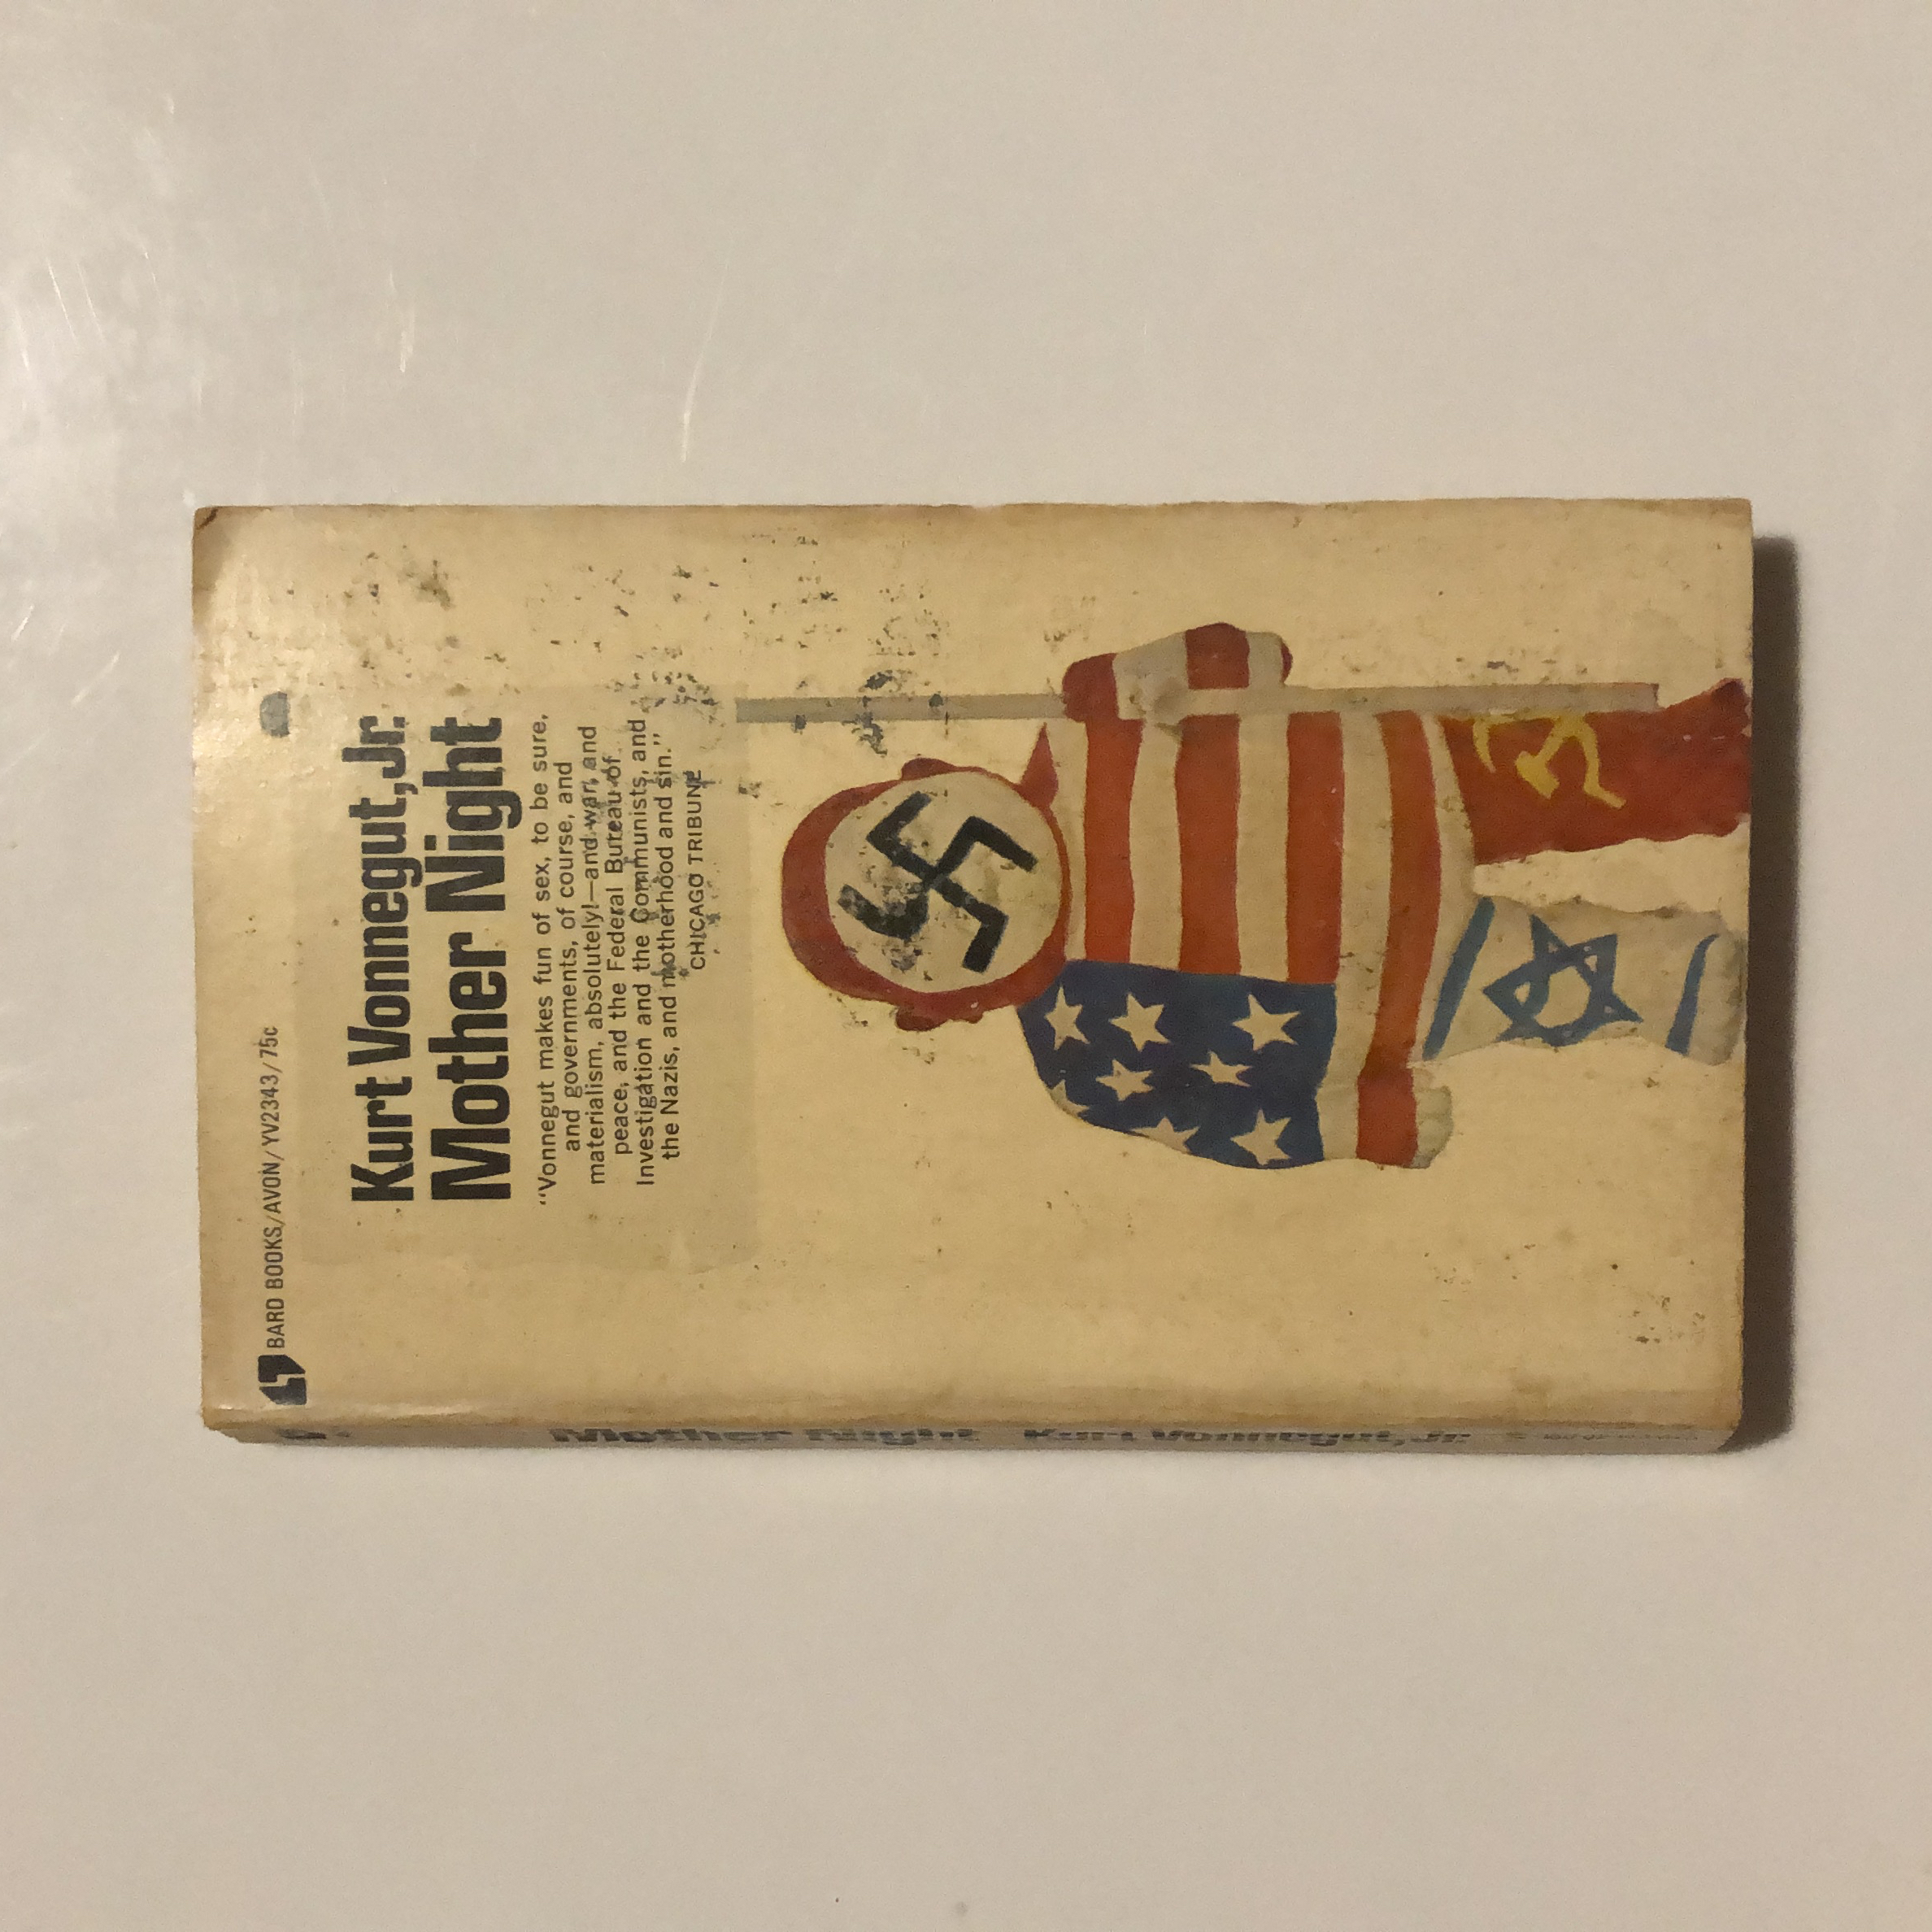 BARD BOOKS/AVON/YV2343/75c
Kurt Vonnegut,Jr.
Mother Night
“Vonnegut makes fun of sex, to be sure,
and governments, of course, and
materialism, absolutely!—and war, and
peace, and the Federal Bureau of
Investigation and the Communists, and
the Nazis, and motherhood and sin.”
CHICAGO TRIBUNE
Mother Night Kurt Vonnegut, Jr.